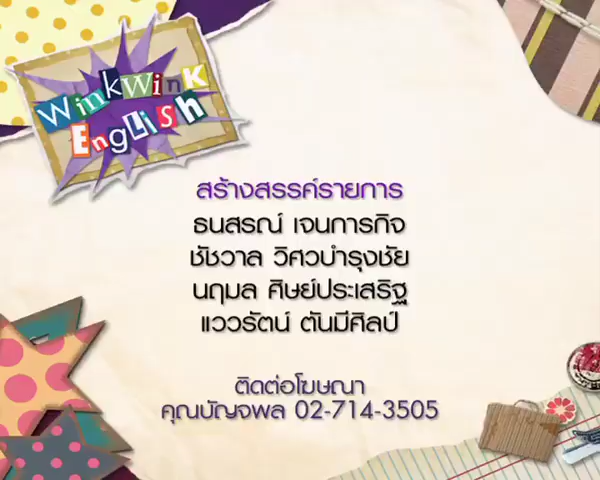 WinkWink
English
สร้างสรรค์รายการ
ธนสรณ์ เจนการกิจ
ชัชวาล วิศวบำรุงชัย
นฤมล ศิษย์ประเสริฐ
แววรัตน์ ตันมีศิลป์
ติดต่อโฆษณา
คุณบัญจพล 02-714-3505